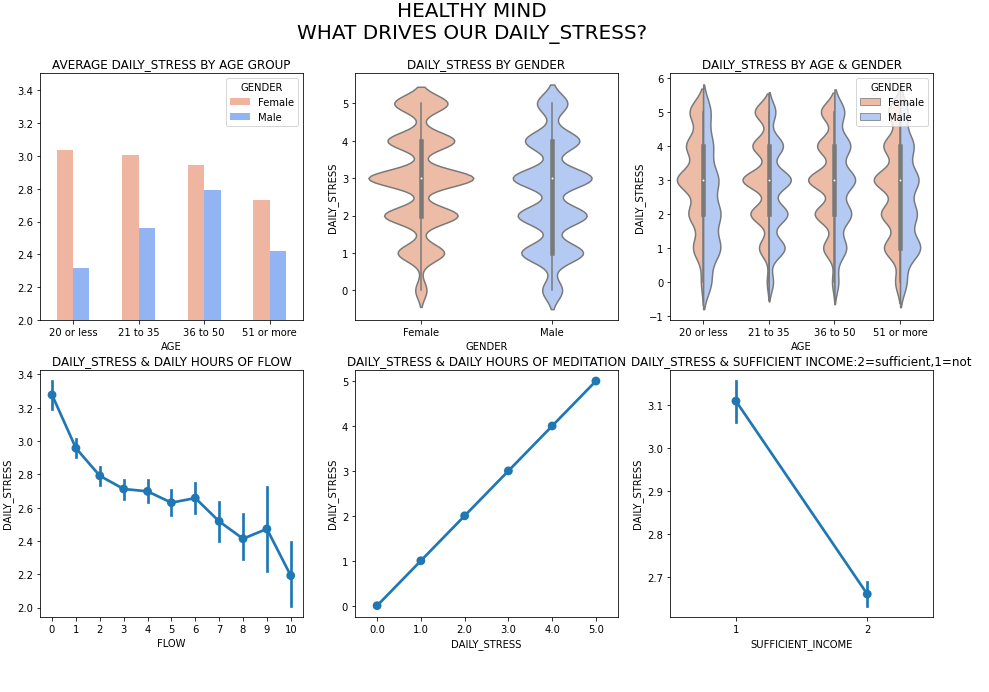 HEALTHY MIND
WHAT DRIVES OUR DAILY_STRESS?
AVERAGE DAILY_STRESS BY AGE GROUP
3.4
3.2
3.0
2.8
2.6
2.4
2.2
2.0
GENDER
Female
Male
20 or less
21 to 35
36 to 50
51 or more
AGE
DAILY_STRESS BY GENDER
DAILY_STRESS
5
4
3
2
1
0
Female
Male
GENDER
DAILY_STRESS BY AGE & GENDER
DAILY_STRESS
6
5
4
3
2
1
0
−1
GENDER
Female
Male
20 or less
21 to 35
36 to 50
51 or more
AGE
DAILY_STRESS & DAILY HOURS OF FLOW
DAILY_STRESS
3.4
3.2
3.0
2.8
2.6
2.4
2.2
2.0
0 1 2 3 4 5 6 7 8 9 10
FLOW
DAILY_STRESS & DAILY HOURS OF MEDITATION
DAILY_STRESS
5
4
3
2
1
0
0.0 1.0 2.0 3.0 4.0 5.0
DAILY_STRESS
DAILY_STRESS & SUFFICIENT INCOME:2=sufficient,1=not
DAILY_STRESS
3.1
3.0
2.9
2.8
2.7
1 2
SUFFICIENT_INCOME